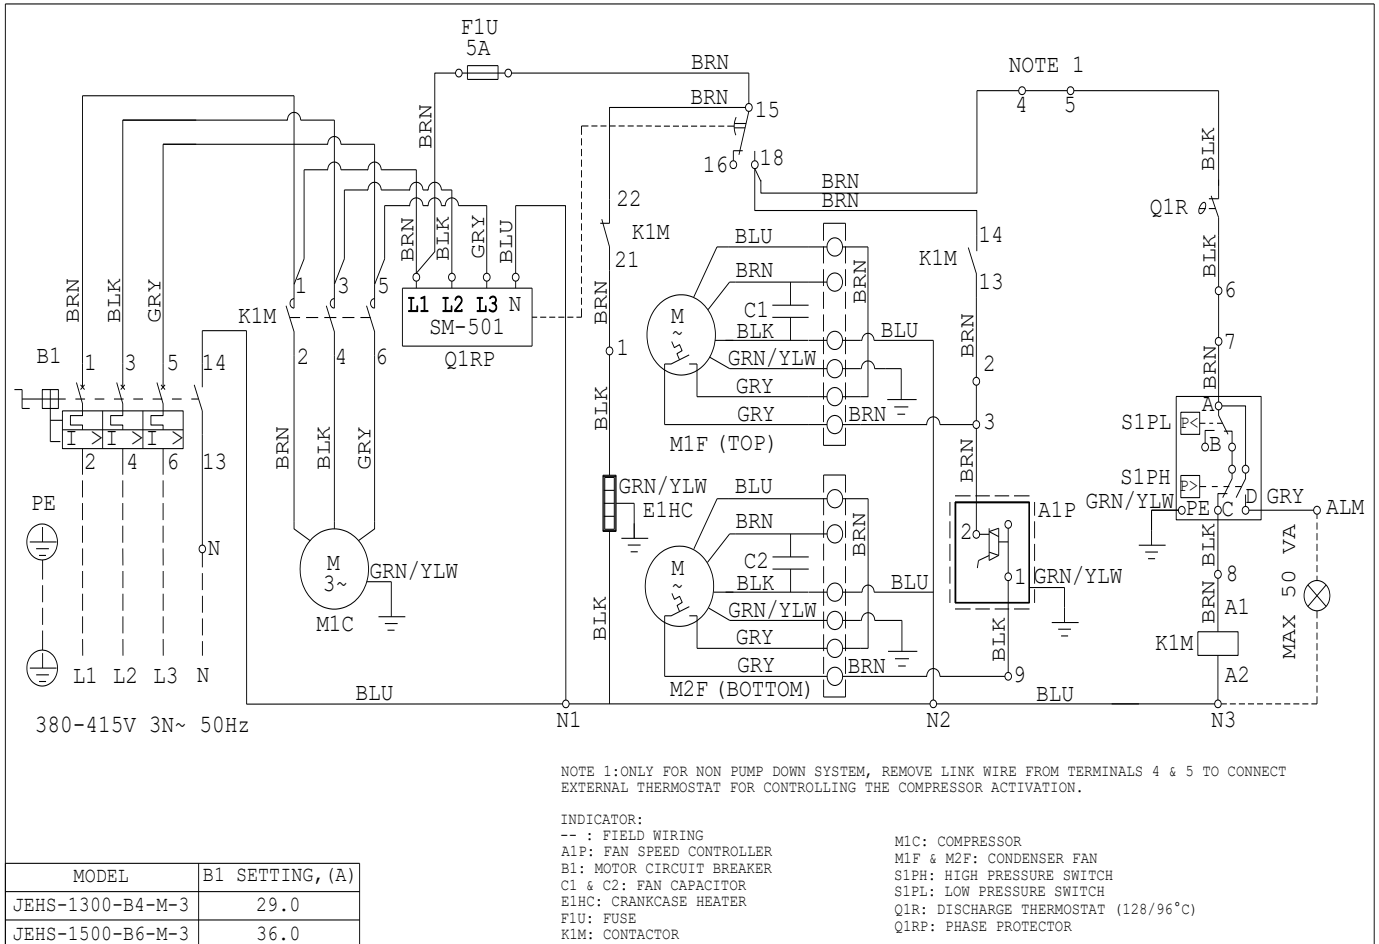 F1U
5A
BRN
NOTE 1
4 5
BRN
15
BRN
BLK
16 18
BRN
BRN
Q1R
22
K1M
21
BRN
BLK
GRY
BLU
BLU
14
K1M
13
BLK
BRN
BLK
GRY
1 3 5
K1M
2 4 6
L1 L2 L3 N
SM-501
Q1RP
BRN
M
~
BRN
C1
BLK
GRN/YLW
GRY
GRY
BRN
BLU
BRN
M1F (TOP)
BRN
6
7
BRN
B1
1 3 5 14
I > I > I >
2 4 6 13
BRN
BLK
GRY
1
BLK
2
3
BRN
A
S1PL
P<
B
S1PH
P>
GRN/YLW
PE C D
GRY
ALM
PE
N
GRN/YLW
E1HC
BLU
BRN
C2
BLK
GRN/YLW
GRY
GRY
M
~
BRN
BLU
BRN
M2F (BOTTOM)
A1P
2
1
GRN/YLW
BLK
9
BLK
8
BRN
A1
K1M
A2
MAX 50 VA
M
3~
GRN/YLW
M1C
BLK
L1 L2 L3 N
BLU
BLU
N1
N2
N3
380-415V 3N~ 50Hz
NOTE 1:ONLY FOR NON PUMP DOWN SYSTEM, REMOVE LINK WIRE FROM TERMINALS 4 & 5 TO CONNECT
EXTERNAL THERMOSTAT FOR CONTROLLING THE COMPRESSOR ACTIVATION.
INDICATOR:
-- : FIELD WIRING
A1P: FAN SPEED CONTROLLER
B1: MOTOR CIRCUIT BREAKER
C1 & C2: FAN CAPACITOR
E1HC: CRANKCASE HEATER
F1U: FUSE
K1M: CONTACTOR
M1C: COMPRESSOR
M1F & M2F: CONDENSER FAN
S1PH: HIGH PRESSURE SWITCH
S1PL: LOW PRESSURE SWITCH
Q1R: DISCHARGE THERMOSTAT (128/96°C)
Q1RP: PHASE PROTECTOR
MODEL B1 SETTING,(A)
JEHS-1300-B4-M-3 29.0
JEHS-1500-B6-M-3 36.0